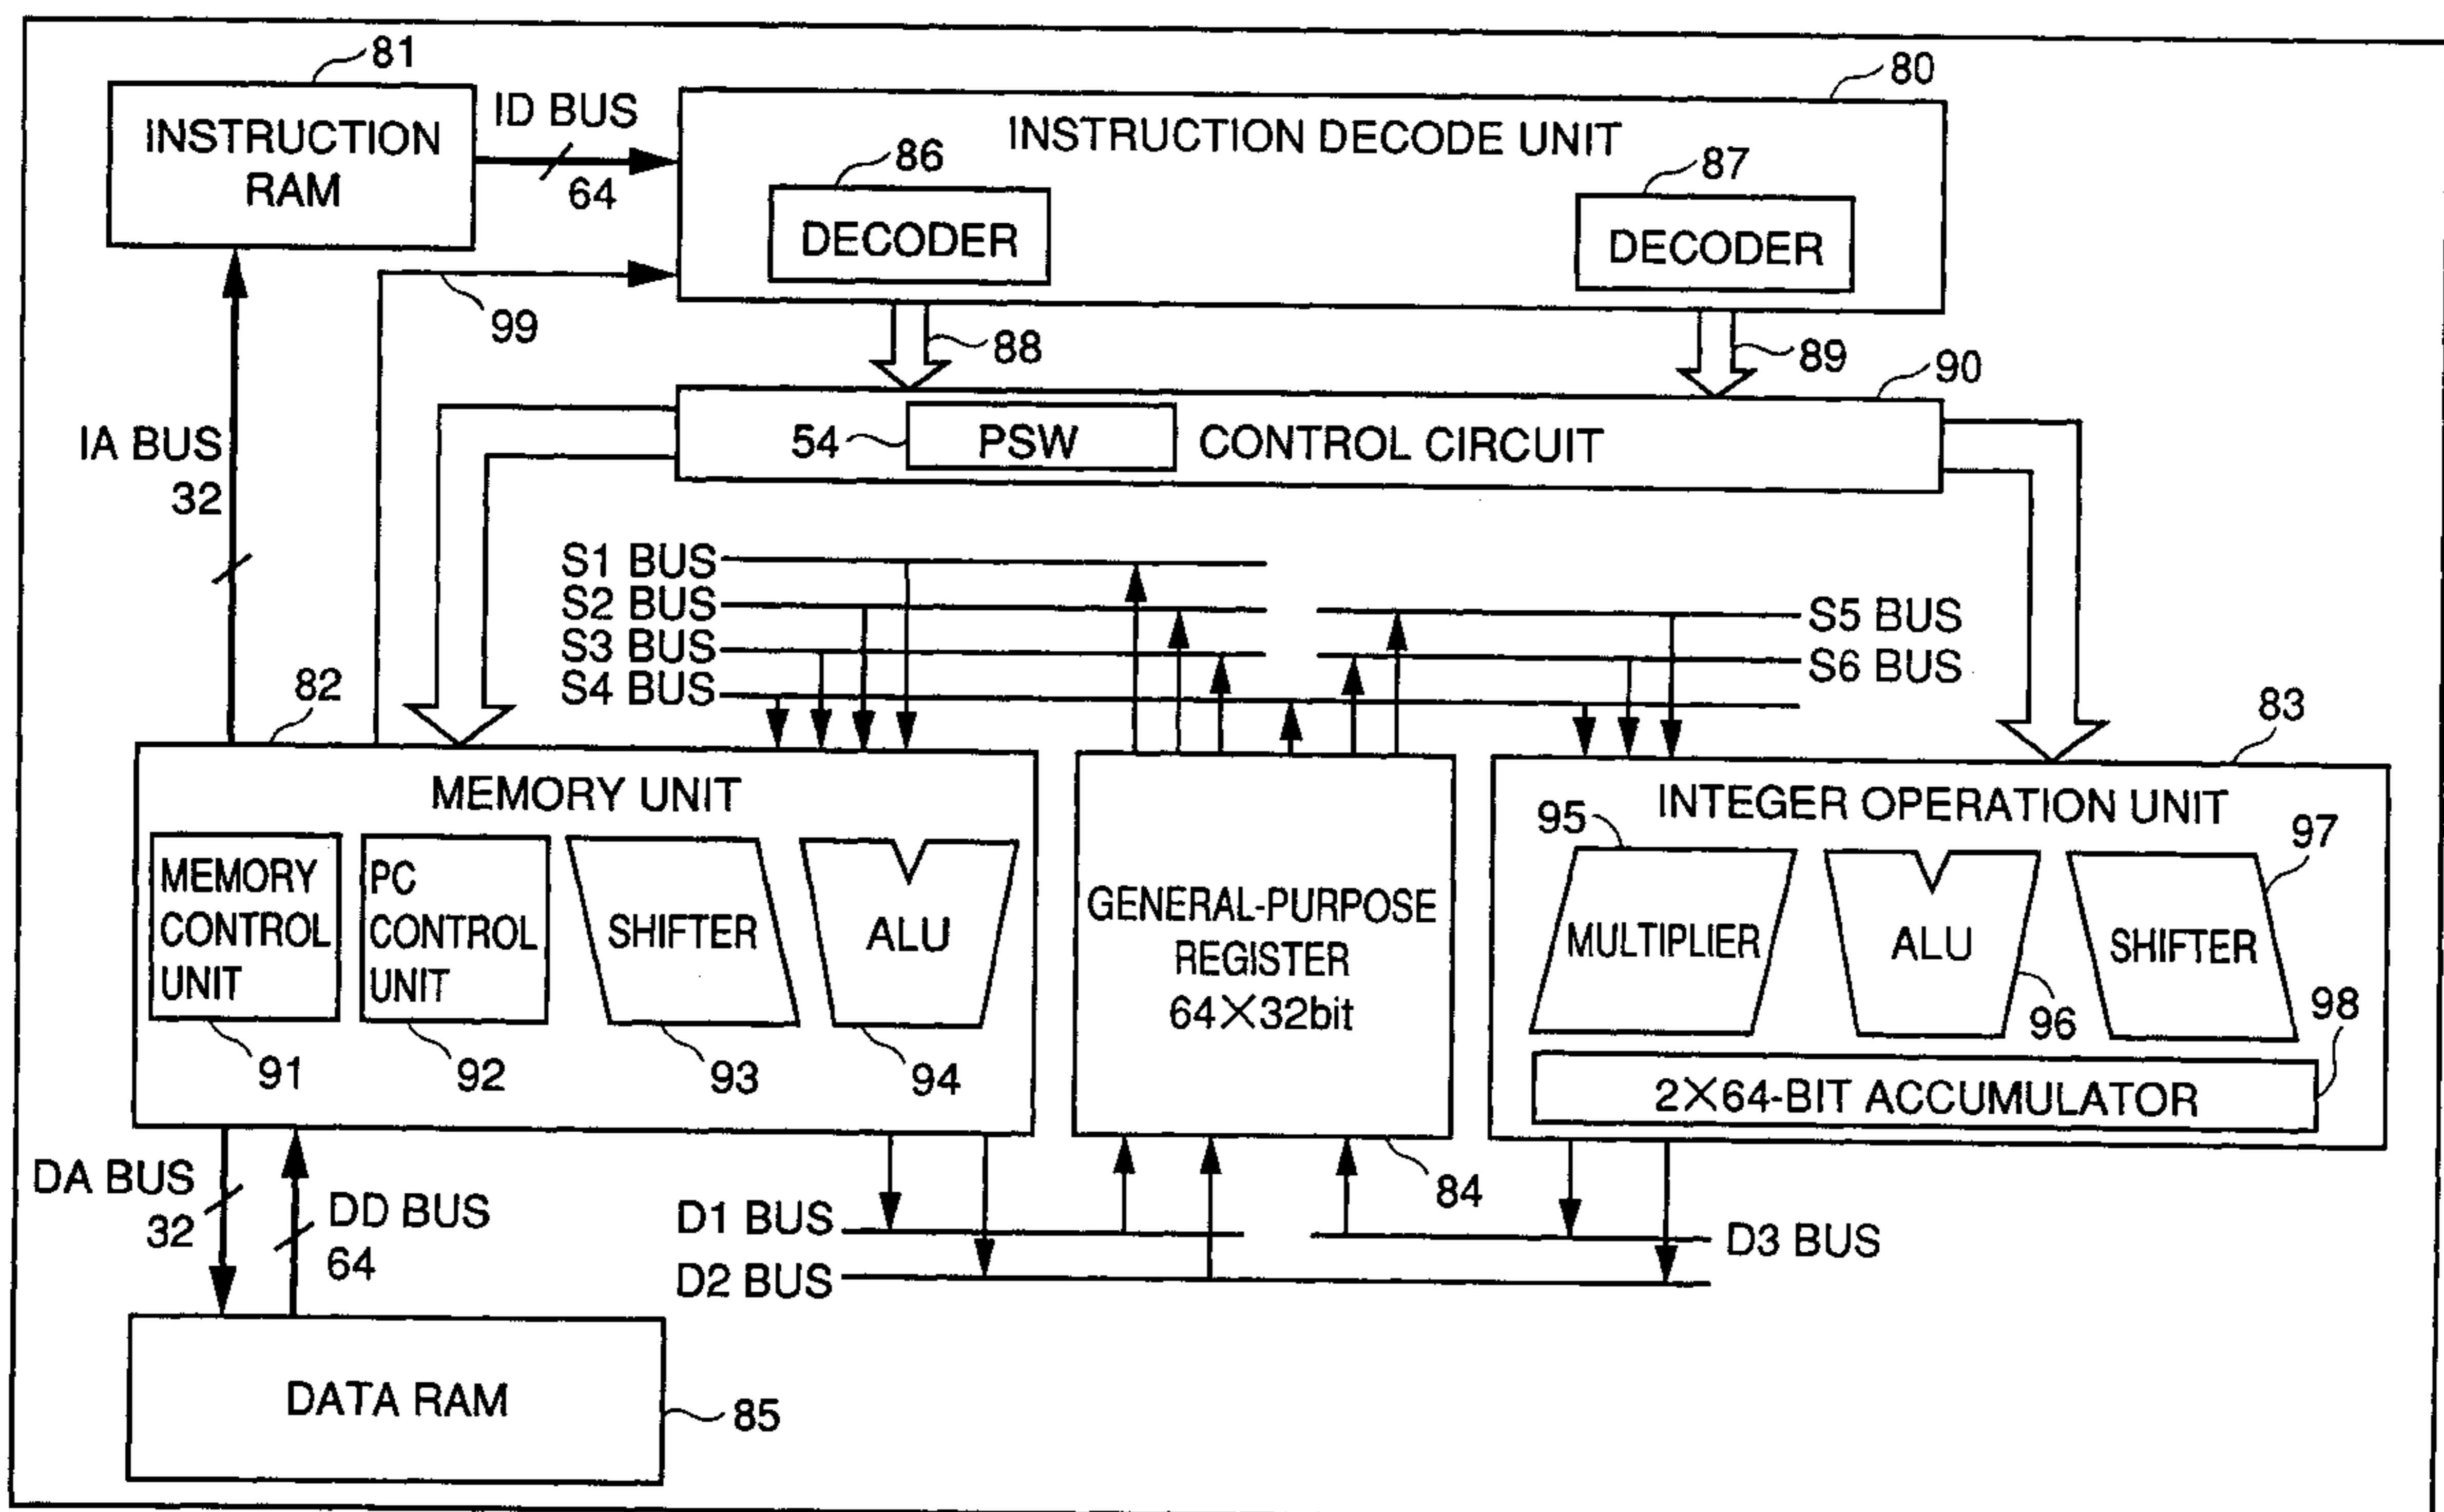 81
INSTRUCTION
RAM
ID BUS
64
80
INSTRUCTION DECODE UNIT
86
DECODER
87
DECODER
99
88
89
90
54
PSW
CONTROL CIRCUIT
IA BUS
32
S1 BUS
S2 BUS
S3 BUS
S4 BUS
S5 BUS
S6 BUS
82
MEMORY UNIT
MEMORY
CONTROL
UNIT
91
PC
CONTROL
UNIT
92
SHIFTER
93
ALU
94
GENERAL-PURPOSE
REGISTER
64×32bit
84
83
INTEGER OPERATION UNIT
95
MULTIPLIER
ALU
96
97
SHIFTER
98
2×64-BIT ACCUMULATOR
DA BUS
32
DD BUS
64
D1 BUS
D2 BUS
D3 BUS
DATA RAM
85